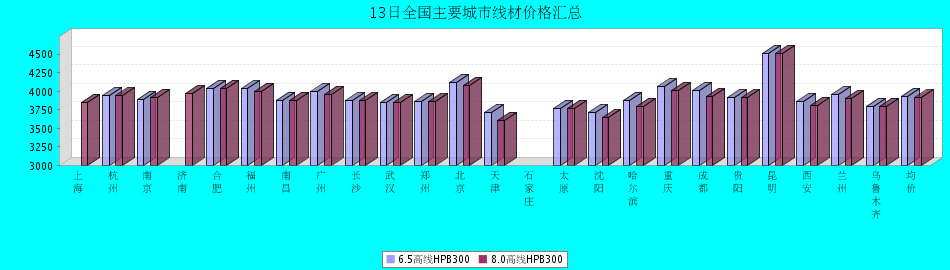 13日全国主要城市线材价格汇总
4500
4250
4000
3750
3500
3250
3000
上海
杭州
南京
济南
合肥
福州
南昌
广州
长沙
武汉
郑州
北京
天津
石家庄
太原
沈阳
哈尔滨
重庆
成都
贵阳
昆明
西安
兰州
乌鲁木齐
均价
6.5高线HPB300 8.0高线HPB300